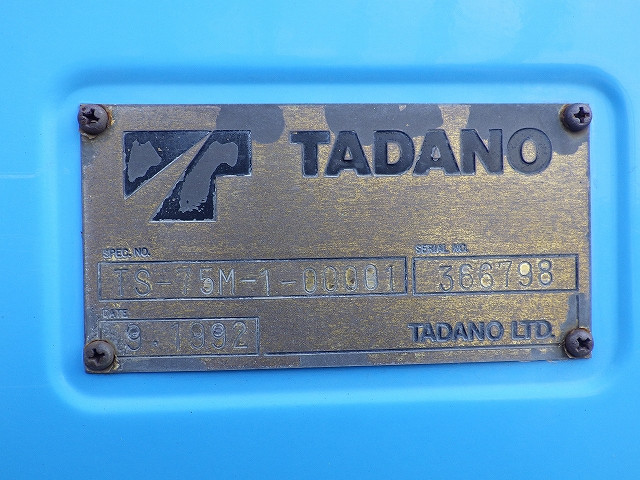 TADANO
SPEC. NO. SERIAL NO.
TS-75M-1-00001 366798
DATE
9.1992 TADANO LTD.